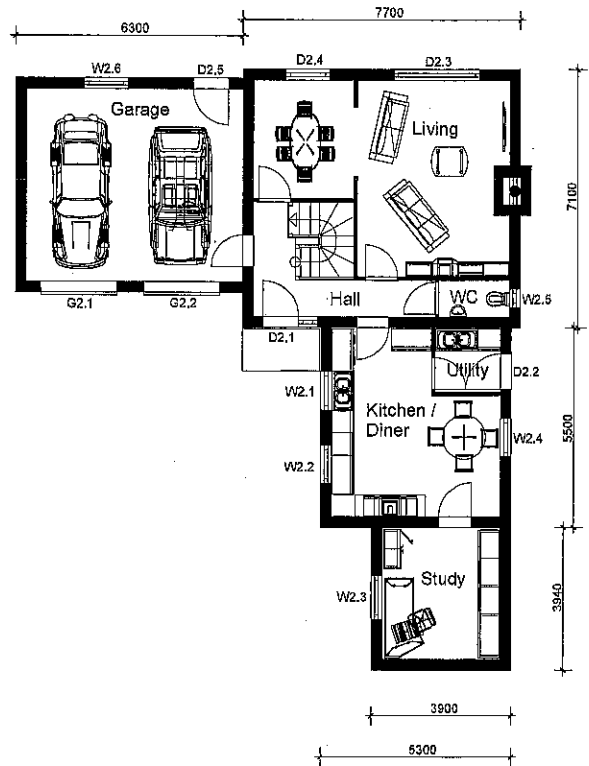 7700
6300
W2.6
D2.5
D2.4
D2.3
Garage
Living
7100
G2.1
G2.2
Hall
WC
W2.5
D2.1
W2.1
Utility
D2.2
Kitchen /
Diner
W2.4
W2.2
5500
W2.3
Study
3940
3900
5300